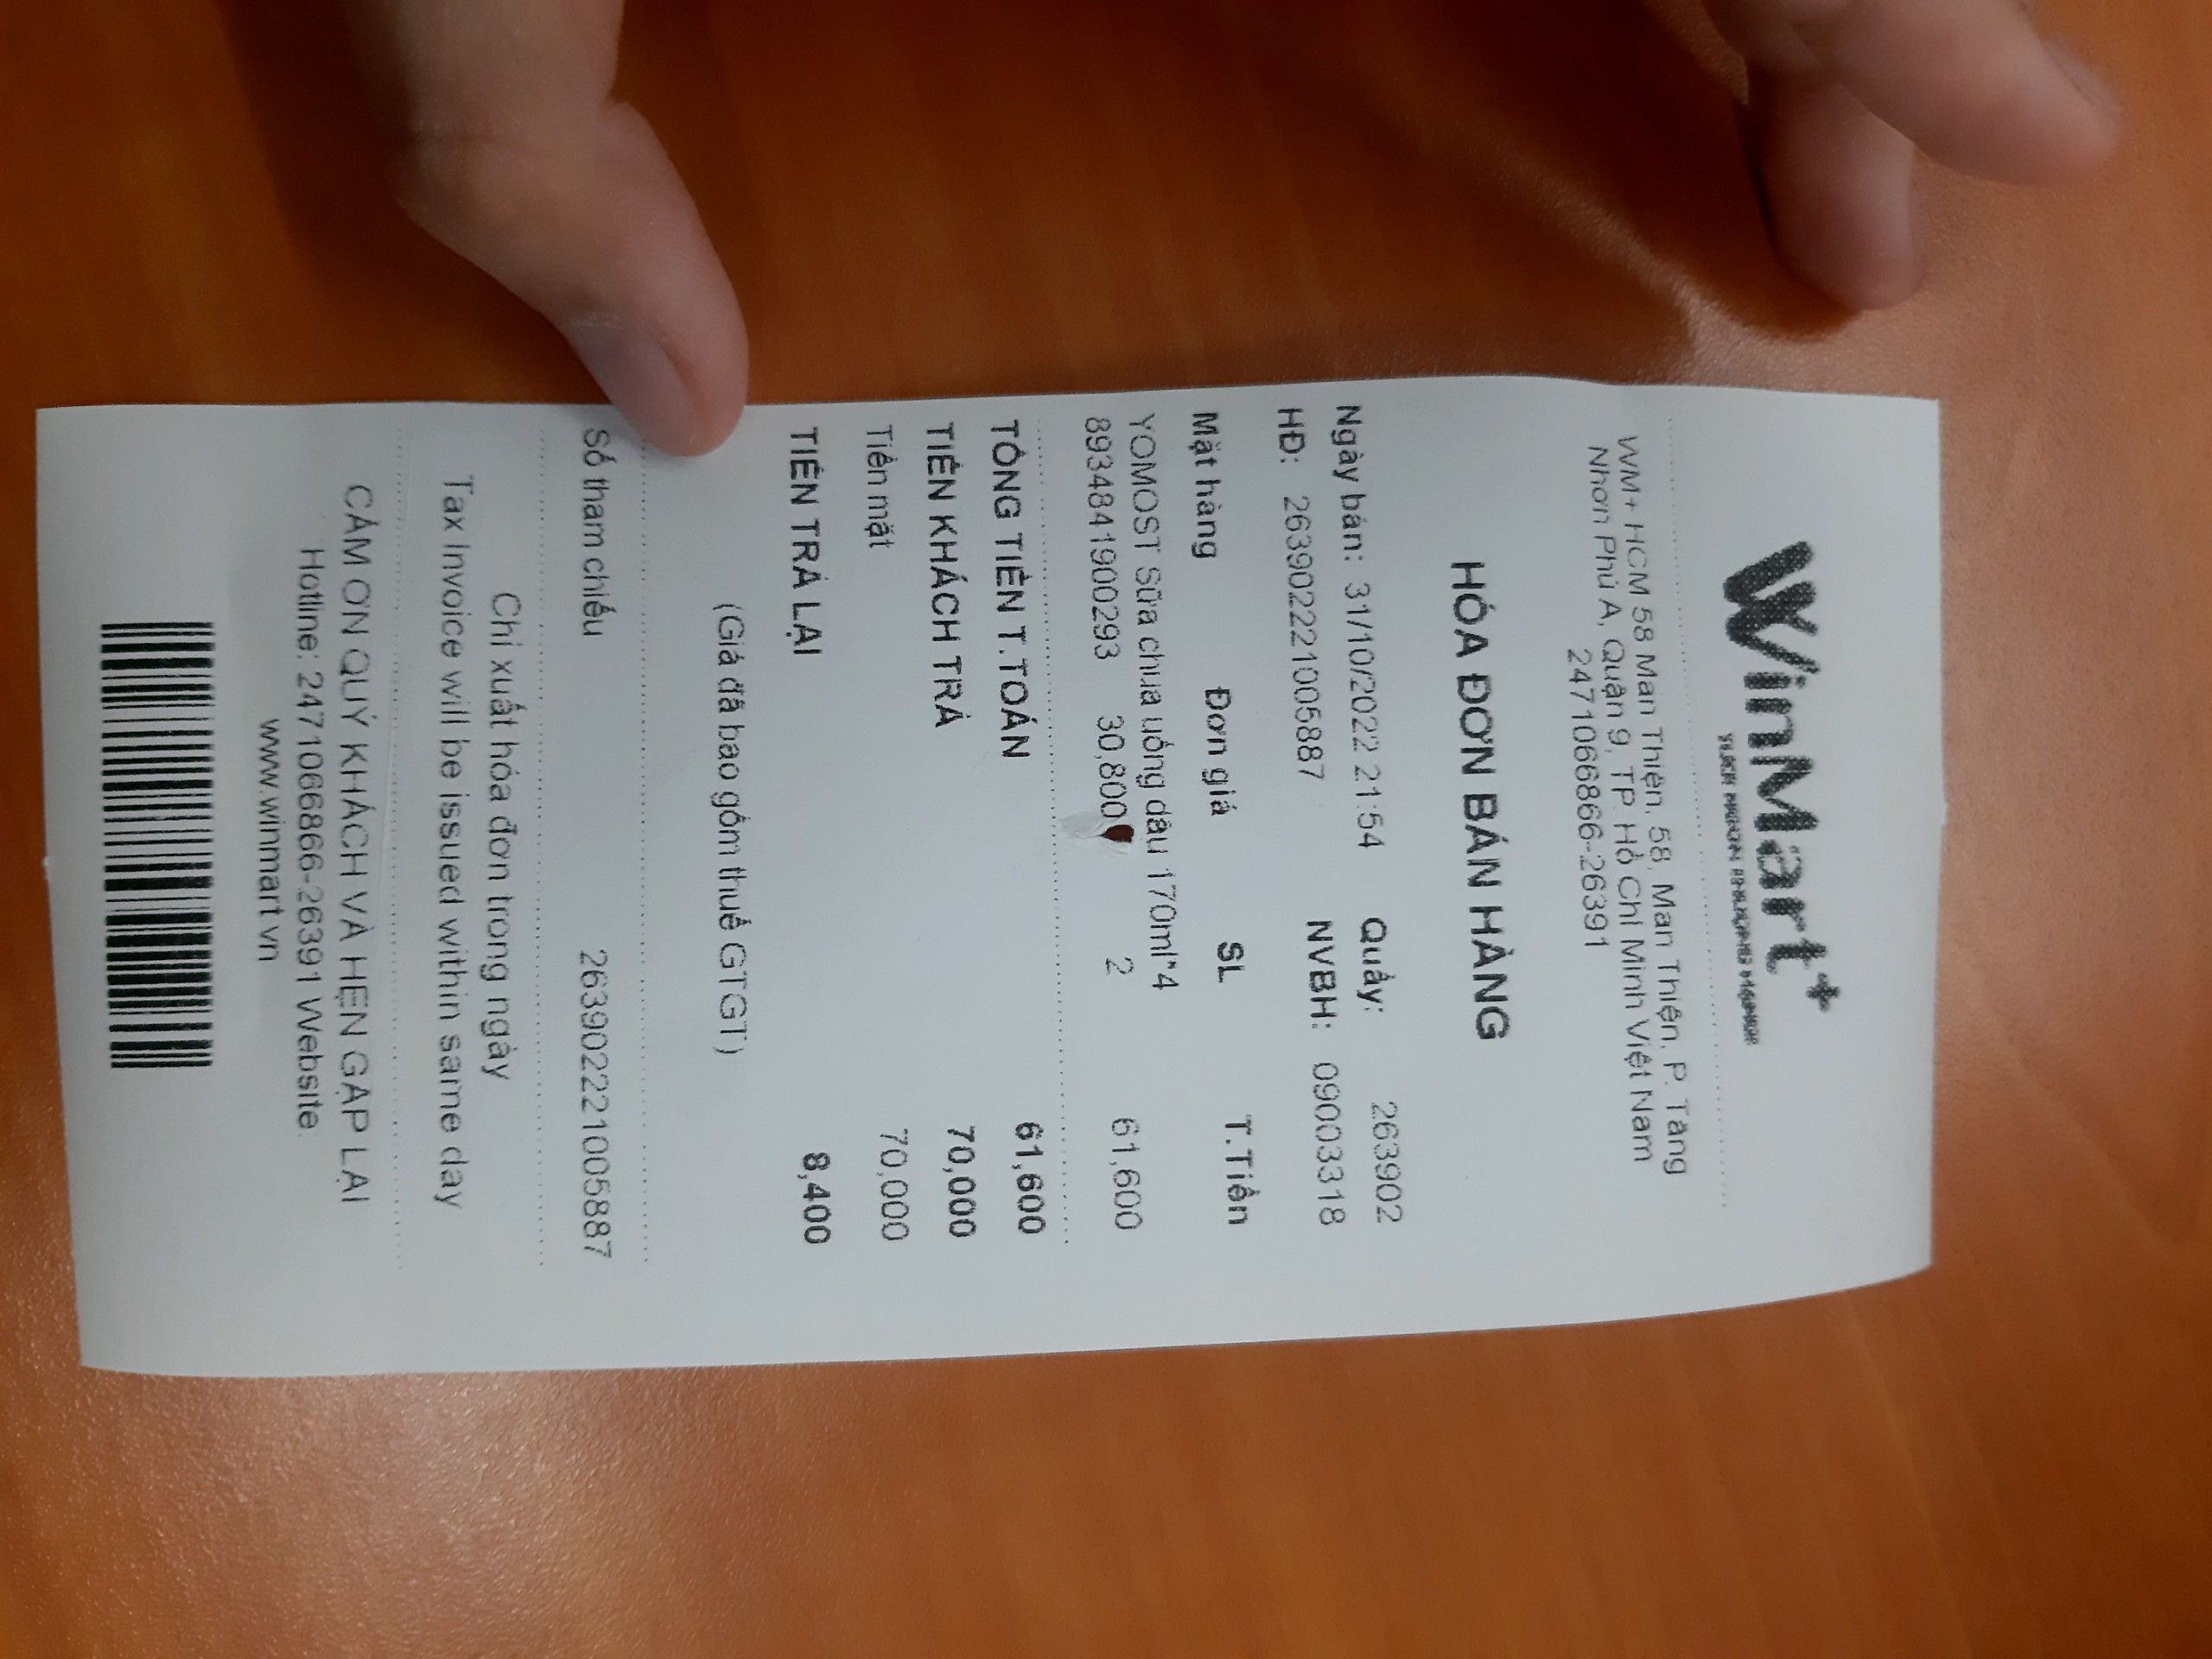 WinMart+
WM+ HCM 58 Man Thiện, 58, Man Thiện, P. Tăng
Nhơn Phú A, Quận 9, TP. Hồ Chí Minh Việt Nam
2471066866-26391
HÓA ĐƠN BÁN HÀNG
Ngày bán: 31/10/2022 21:54 Quầy: 263902
HĐ: 263902221005887 NVBH: 09003318
Mặt hàng Đơn giá SL T.Tiền
YOMOST Sữa chua uống dâu 170ml*4
8934841900293 30,800 2 61,600
TỔNG TIỀN T.TOÁN 61,600
TIỀN KHÁCH TRẢ 70,000
Tiền mặt 70,000
TIỀN TRẢ LẠI 8,400
(Giá đã bao gồm thuế GTGT)
Số tham chiếu 263902221005887
Chỉ xuất hóa đơn trong ngày
Tax Invoice will be issued within same day
CẢM ƠN QUÝ KHÁCH VÀ HẸN GẶP LẠI
Hotline: 2471066866-26391 Website:
www.winmart.vn